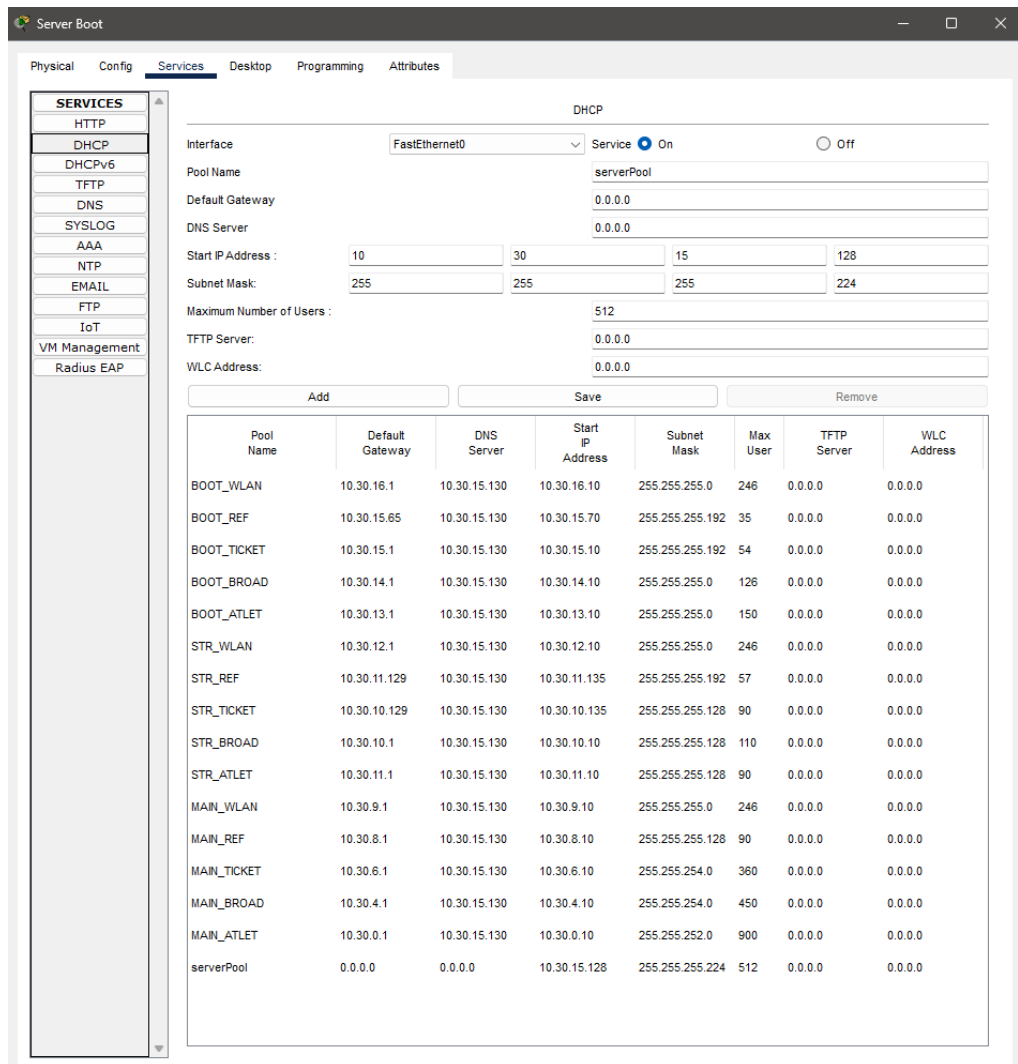 Server Boot
Physical Config Services Desktop Programming Attributes
SERVICES
HTTP
DHCP
DHCPv6
TFTP
DNS
SYSLOG
AAA
NTP
EMAIL
FTP
IoT
VM Management
Radius EAP
DHCP
Interface FastEthernet0 Service On Off
Pool Name serverPool
Default Gateway 0.0.0.0
DNS Server 0.0.0.0
Start IP Address : 10 30 15 128
Subnet Mask: 255 255 255 224
Maximum Number of Users : 512
TFTP Server: 0.0.0.0
WLC Address: 0.0.0.0
Add Save Remove
Pool Name Default Gateway DNS Server Start IP Address Subnet Mask Max User TFTP Server WLC Address
BOOT_WLAN 10.30.16.1 10.30.15.130 10.30.16.10 255.255.255.0 246 0.0.0.0 0.0.0.0
BOOT_REF 10.30.15.65 10.30.15.130 10.30.15.70 255.255.255.192 35 0.0.0.0 0.0.0.0
BOOT_TICKET 10.30.15.1 10.30.15.130 10.30.15.10 255.255.255.192 54 0.0.0.0 0.0.0.0
BOOT_BROAD 10.30.14.1 10.30.15.130 10.30.14.10 255.255.255.0 126 0.0.0.0 0.0.0.0
BOOT_ATLET 10.30.13.1 10.30.15.130 10.30.13.10 255.255.255.0 150 0.0.0.0 0.0.0.0
STR_WLAN 10.30.12.1 10.30.15.130 10.30.12.10 255.255.255.0 246 0.0.0.0 0.0.0.0
STR_REF 10.30.11.129 10.30.15.130 10.30.11.135 255.255.255.192 57 0.0.0.0 0.0.0.0
STR_TICKET 10.30.10.129 10.30.15.130 10.30.10.135 255.255.255.128 90 0.0.0.0 0.0.0.0
STR_BROAD 10.30.10.1 10.30.15.130 10.30.10.10 255.255.255.128 110 0.0.0.0 0.0.0.0
STR_ATLET 10.30.11.1 10.30.15.130 10.30.11.10 255.255.255.128 90 0.0.0.0 0.0.0.0
MAIN_WLAN 10.30.9.1 10.30.15.130 10.30.9.10 255.255.255.0 246 0.0.0.0 0.0.0.0
MAIN_REF 10.30.8.1 10.30.15.130 10.30.8.10 255.255.255.128 90 0.0.0.0 0.0.0.0
MAIN_TICKET 10.30.6.1 10.30.15.130 10.30.6.10 255.255.254.0 360 0.0.0.0 0.0.0.0
MAIN_BROAD 10.30.4.1 10.30.15.130 10.30.4.10 255.255.254.0 450 0.0.0.0 0.0.0.0
MAIN_ATLET 10.30.0.1 10.30.15.130 10.30.0.10 255.255.252.0 900 0.0.0.0 0.0.0.0
serverPool 0.0.0.0 0.0.0.0 10.30.15.128 255.255.255.224 512 0.0.0.0 0.0.0.0